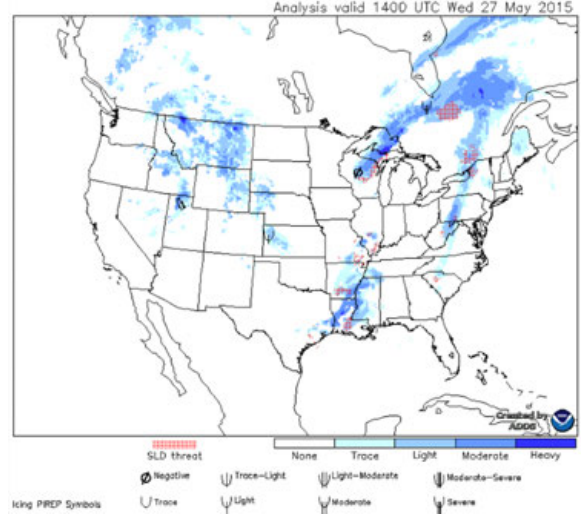 Analysis valid 1400 UTC Wed 27 May 2015
Created by
ADDS
SLD threat
None Trace Light Moderate Heavy
Negative Trace-Light Light-Moderate Moderate-Severe
Icing PIREP Symbols Trace Light Moderate Severe